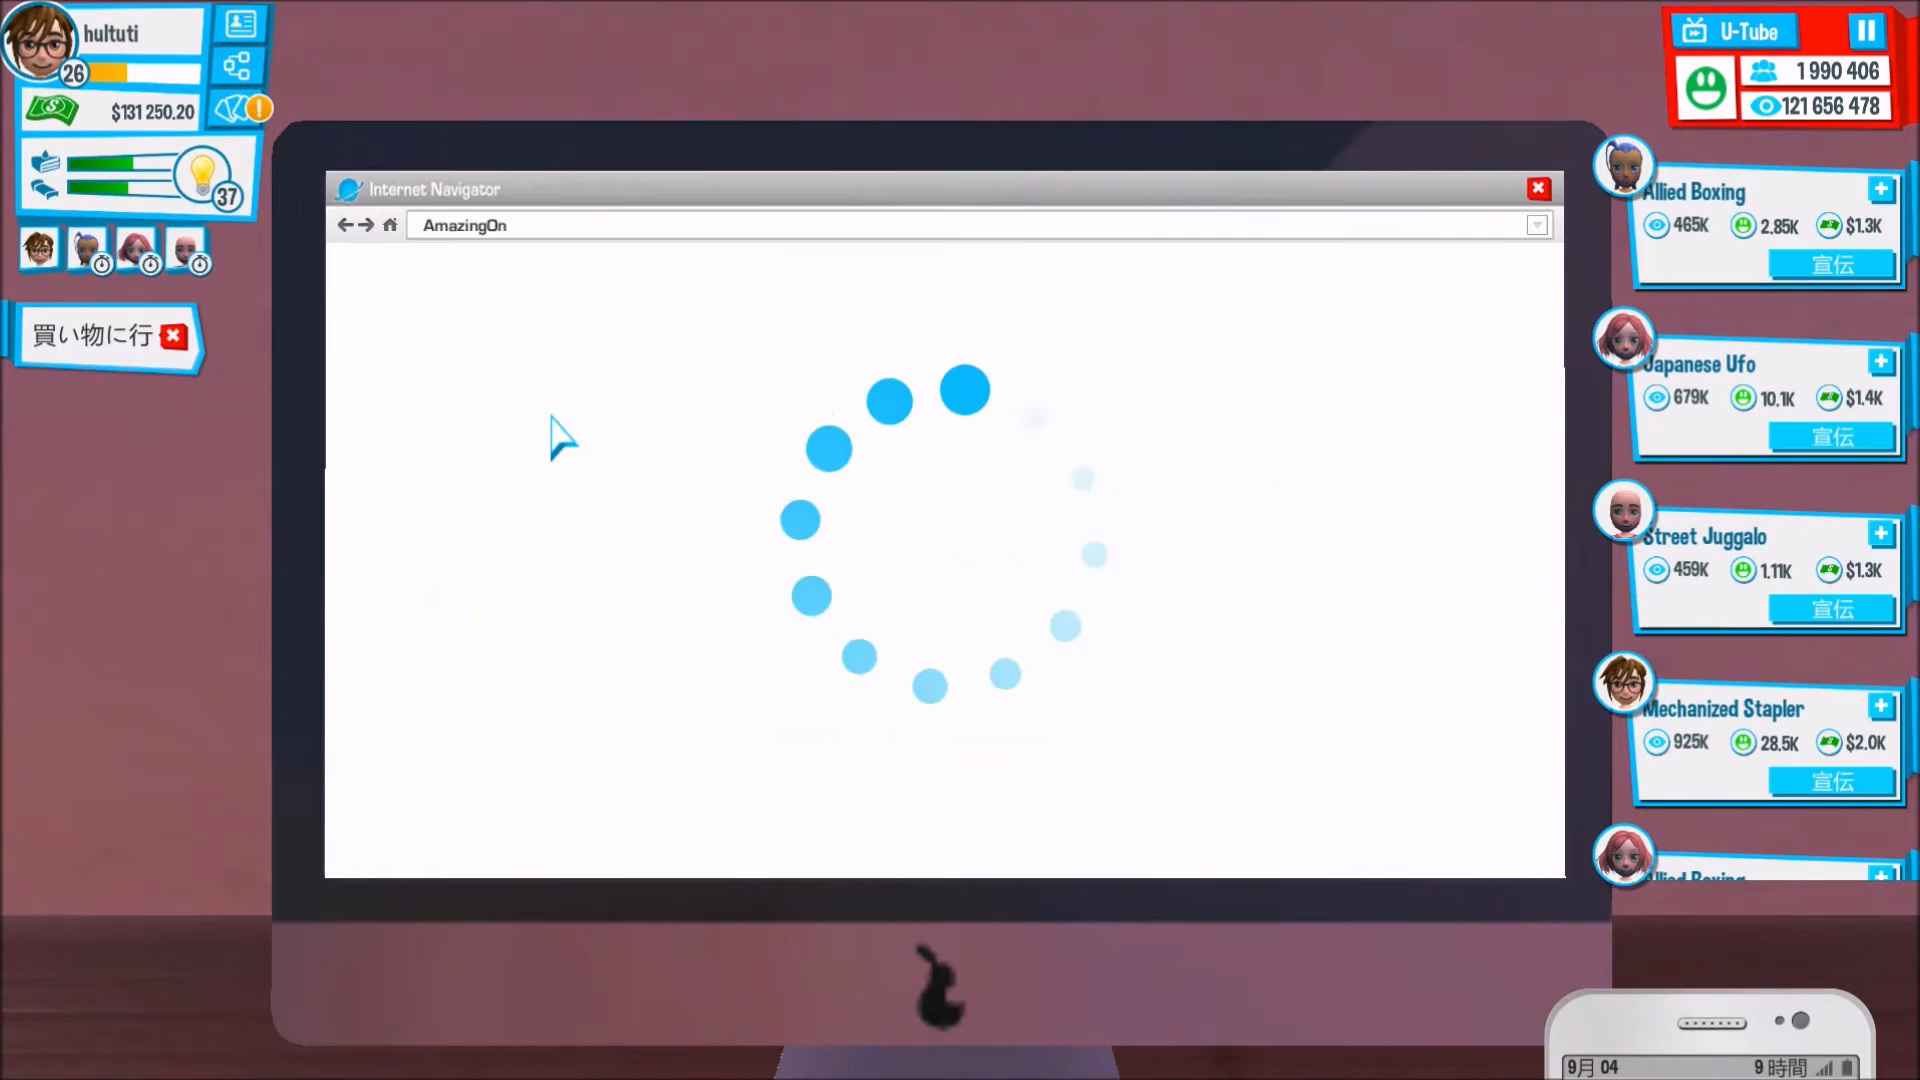 hultuti
26
$131 250.20
37
買い物に行
Internet Navigator
AmazingOn
U-Tube
1 990 406
121 656 478
Allied Boxing
465K 2.85K $1.3K
宣伝
Japanese Ufo
679K 10.1K $1.4K
宣伝
Street Juggalo
459K 1.11K $1.3K
宣伝
Mechanized Stapler
925K 28.5K $2.0K
宣伝
Allied Boxing
9月 04 9 時間